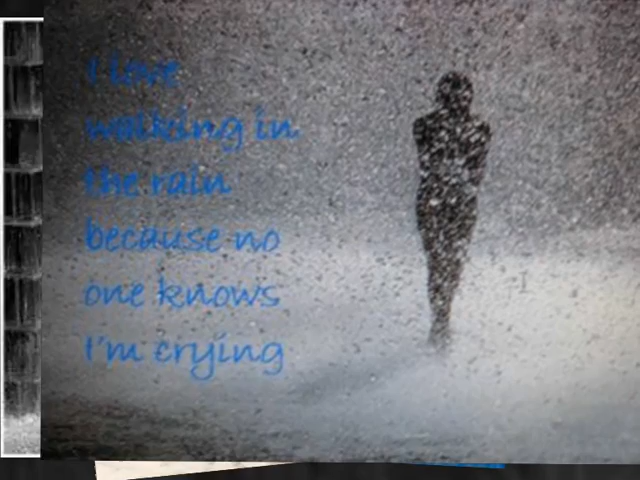 I love
walking in
the rain
because no
one knows
I'm crying